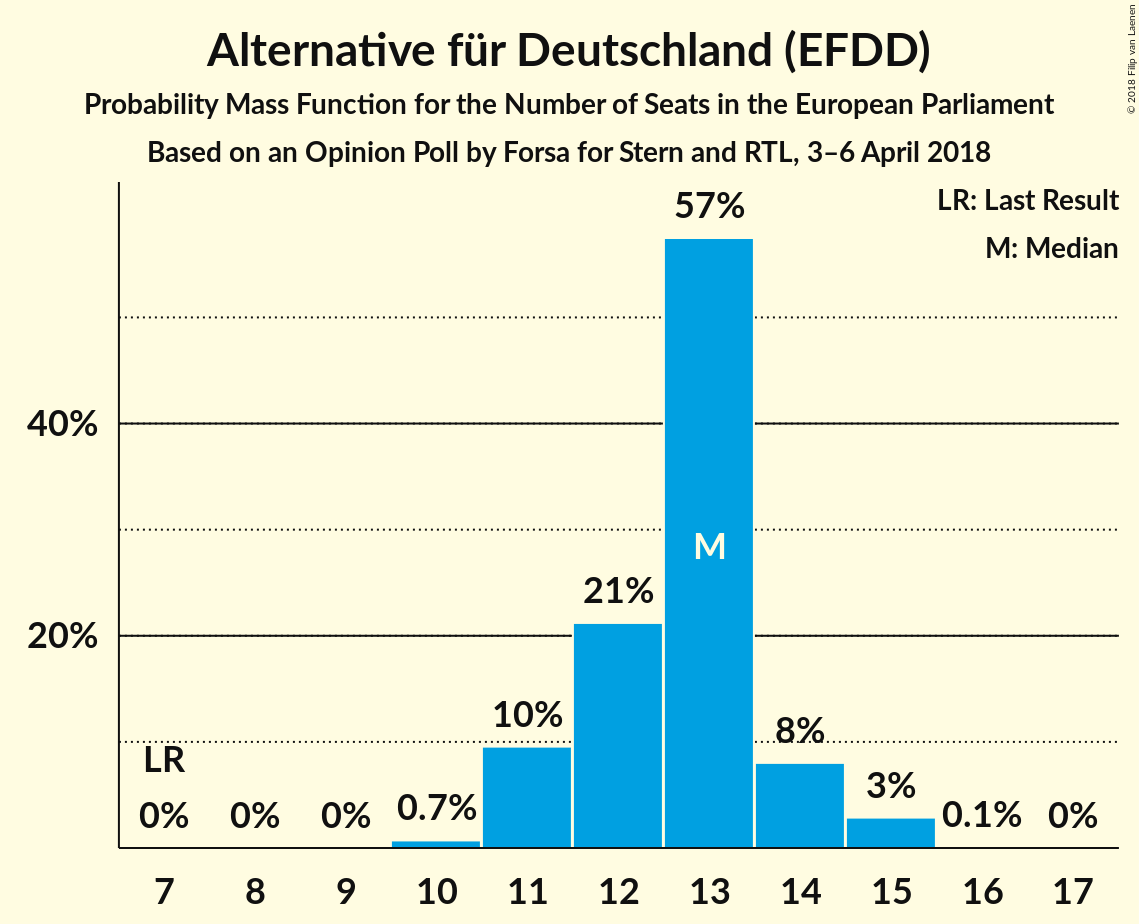 Alternative für Deutschland (EFDD)
Probability Mass Function for the Number of Seats in the European Parliament
Based on an Opinion Poll by Forsa for Stern and RTL, 3–6 April 2018
© 2018 Filip van Laenen
LR: Last Result
M: Median
57%
40%
M
21%
20%
10%
8%
LR
3%
0%
0%
0%
0.7%
0.1%
0%
7 8 9 10 11 12 13 14 15 16 17